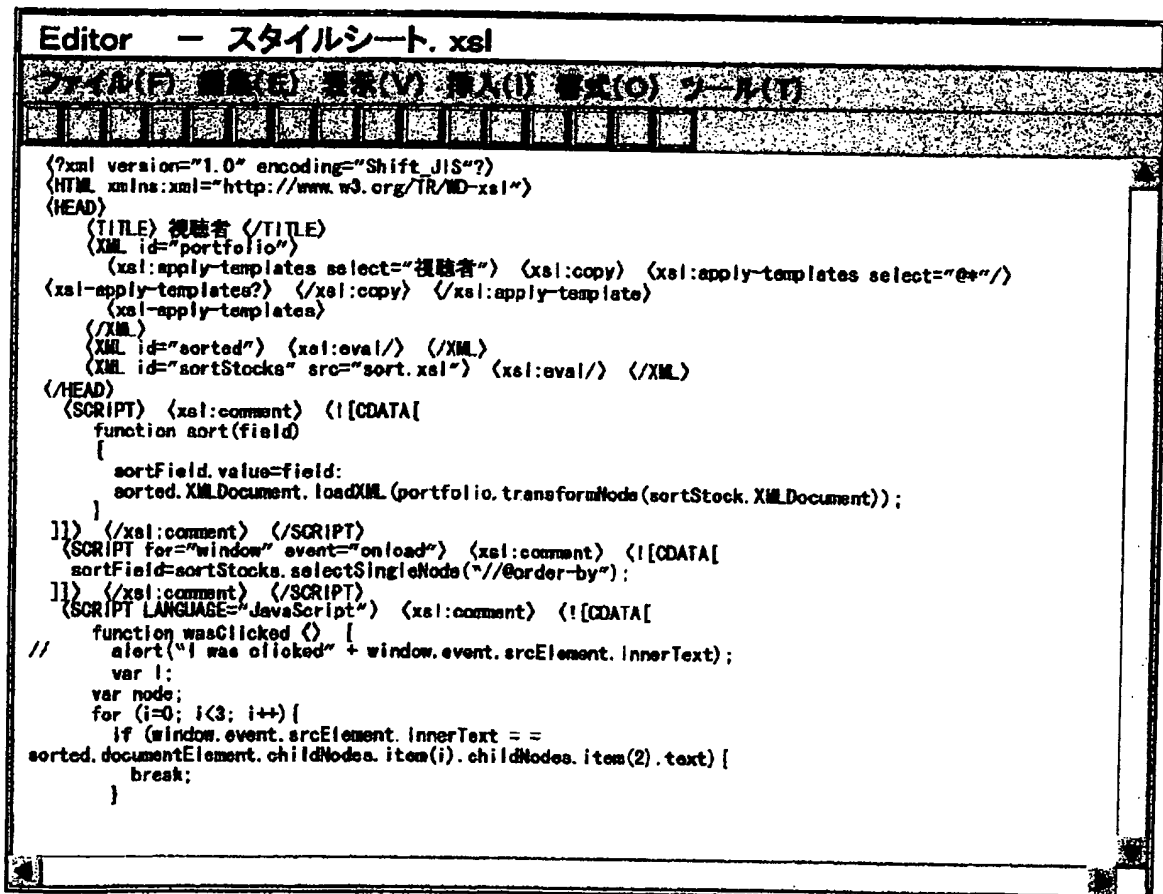 Editor － スタイルシート. xsl
ファイル(F) 編集(E) 表示(V) 挿入(I) 書式(O) ツール(T)
〈?xml version="1.0" encoding="Shift_JIS"?〉
〈HTML xmlns:xml="http://www.w3.org/TR/WD-xsl"〉
〈HEAD〉
〈TITLE〉 視聴者 〈/TITLE〉
〈XML id="portfolio"〉
〈xsl:apply-templates select="視聴者"〉 〈xsl:copy〉 〈xsl:apply-templates select="@*"/〉
〈xsl-apply-templates?〉 〈/xsl:copy〉 〈/xsl:apply-template〉
〈xsl-apply-templates〉
〈/XML〉
〈XML id="sorted"〉 〈xsl:eval/〉 〈/XML〉
〈XML id="sortStocks" src="sort.xsl"〉 〈xsl:eval/〉 〈/XML〉
〈/HEAD〉
〈SCRIPT〉 〈xsl:comment〉 〈![CDATA[
function sort(field)
{
sortField.value=field:
sorted.XMLDocument.loadXML(portfolio.transformNode(sortStock.XMLDocument));
}
]]〉 〈/xsl:comment〉 〈/SCRIPT〉
〈SCRIPT for="window" event="onload"〉 〈xsl:comment〉 〈![CDATA[
sortField=sortStocks.selectSingleNode("//@order-by");
]]〉 〈/xsl:comment〉 〈/SCRIPT〉
〈SCRIPT LANGUAGE="JavaScript"〉 〈xsl:comment〉 〈![CDATA[
function wasClicked 〈〉 {
// alert("I was clicked" + window.event.srcElement.innerText);
var i;
var node;
for (i=0; i<3; i++){
if (window.event.srcElement.innerText = =
sorted.documentElement.childNodes.item(i).childNodes.item(2).text){
break;
}